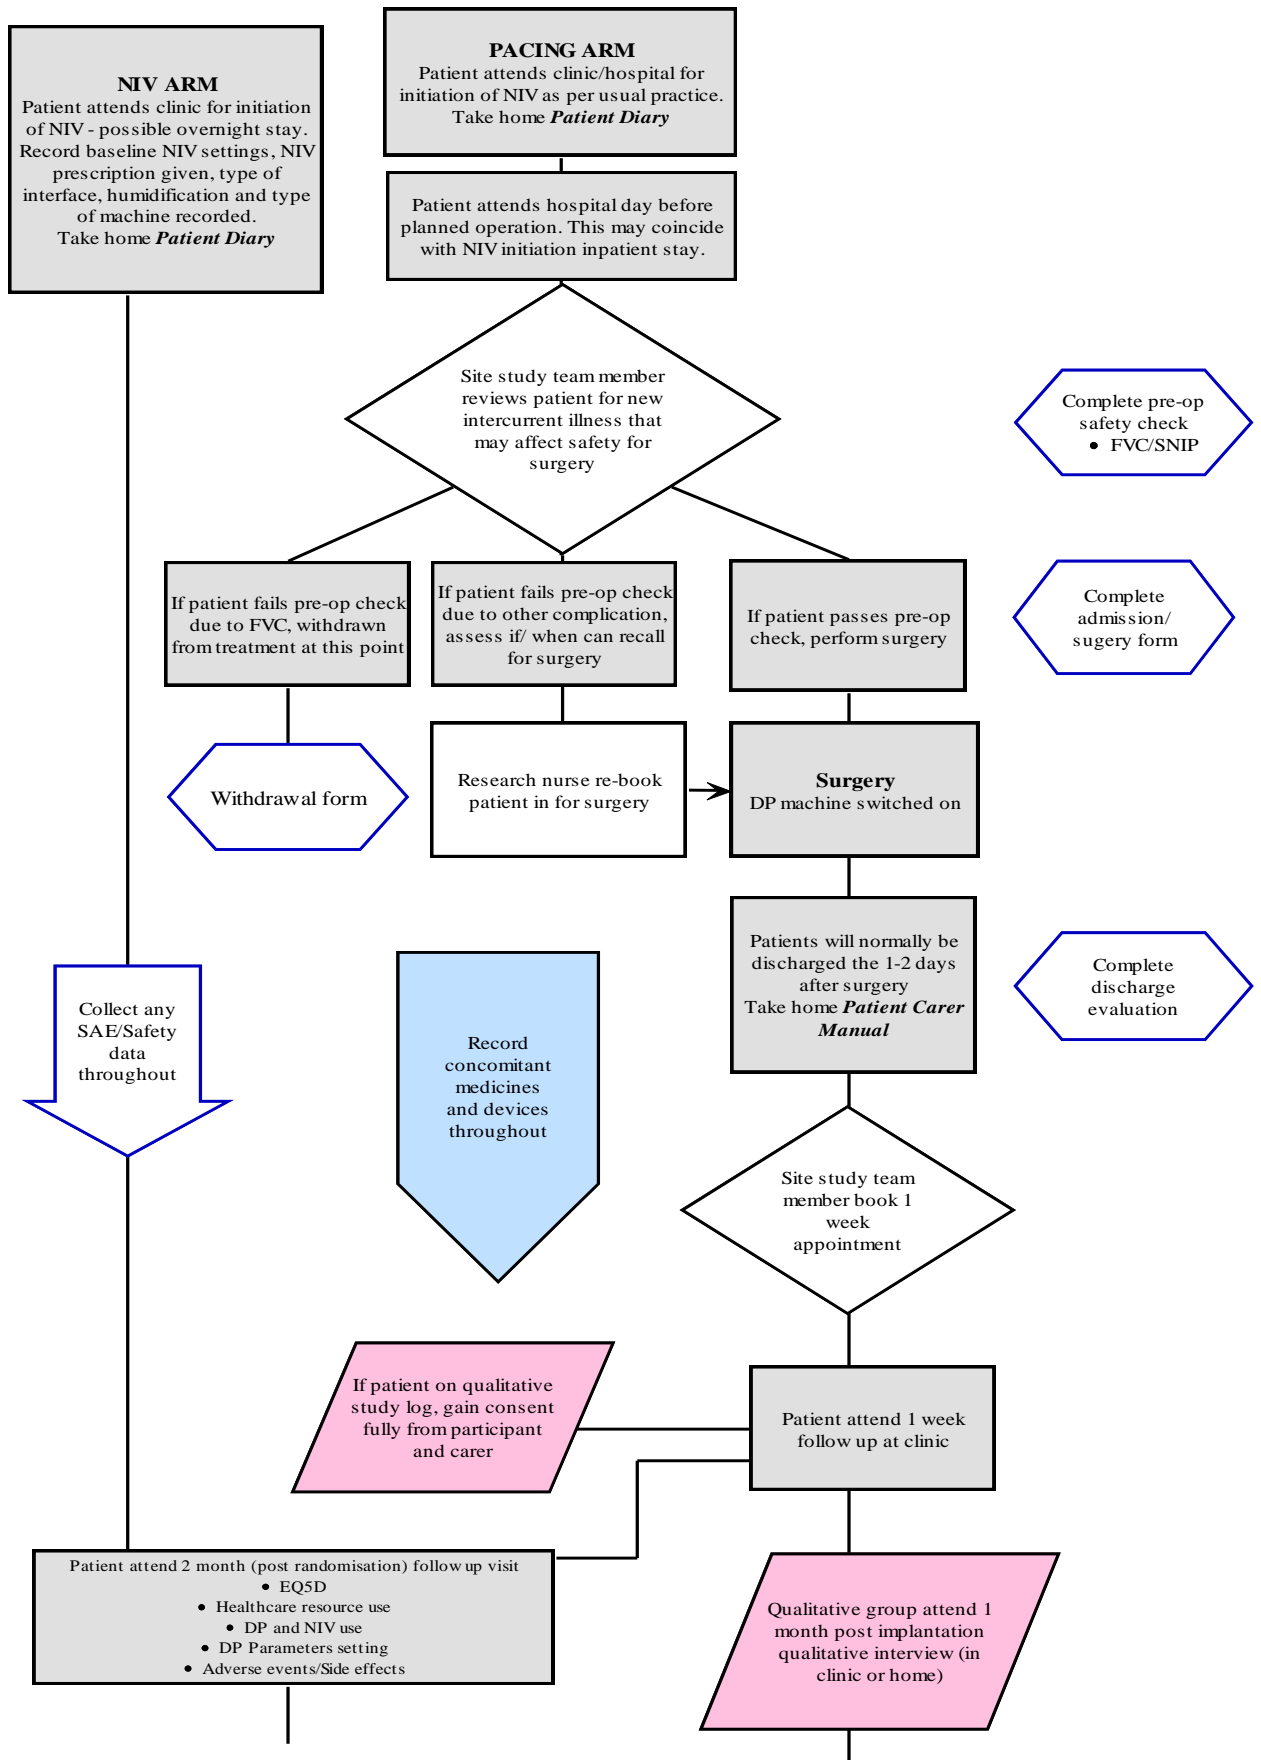 NIV ARM
Patient attends clinic for initiation
of NIV - possible overnight stay.
Record baseline NIV settings, NIV
prescription given, type of
interface, humidification and type
of machine recorded.
Take home Patient Diary
PACING ARM
Patient attends clinic/hospital for
initiation of NIV as per usual practice.
Take home Patient Diary
Patient attends hospital day before
planned operation. This may coincide
with NIV initiation inpatient stay.
Site study team member
reviews patient for new
intercurrent illness that
may affect safety for
surgery
Complete pre-op
safety check
• FVC/SNIP
If patient fails pre-op check
due to FVC, withdrawn
from treatment at this point
If patient fails pre-op check
due to other complication,
assess if/ when can recall
for surgery
If patient passes pre-op
check, perform surgery
Complete
admission/
sugery form
Withdrawal form
Research nurse re-book
patient in for surgery
Surgery
DP machine switched on
Patients will normally be
discharged the 1-2 days
after surgery
Take home Patient Carer
Manual
Complete
discharge
evaluation
Collect any
SAE/Safety
data
throughout
Record
concomitant
medicines
and devices
throughout
Site study team
member book 1
week
appointment
If patient on qualitative
study log, gain consent
fully from participant
and carer
Patient attend 1 week
follow up at clinic
Patient attend 2 month (post randomisation) follow up visit
• EQ5D
• Healthcare resource use
• DP and NIV use
• DP Parameters setting
• Adverse events/Side effects
Qualitative group attend 1
month post implantation
qualitative interview (in
clinic or home)